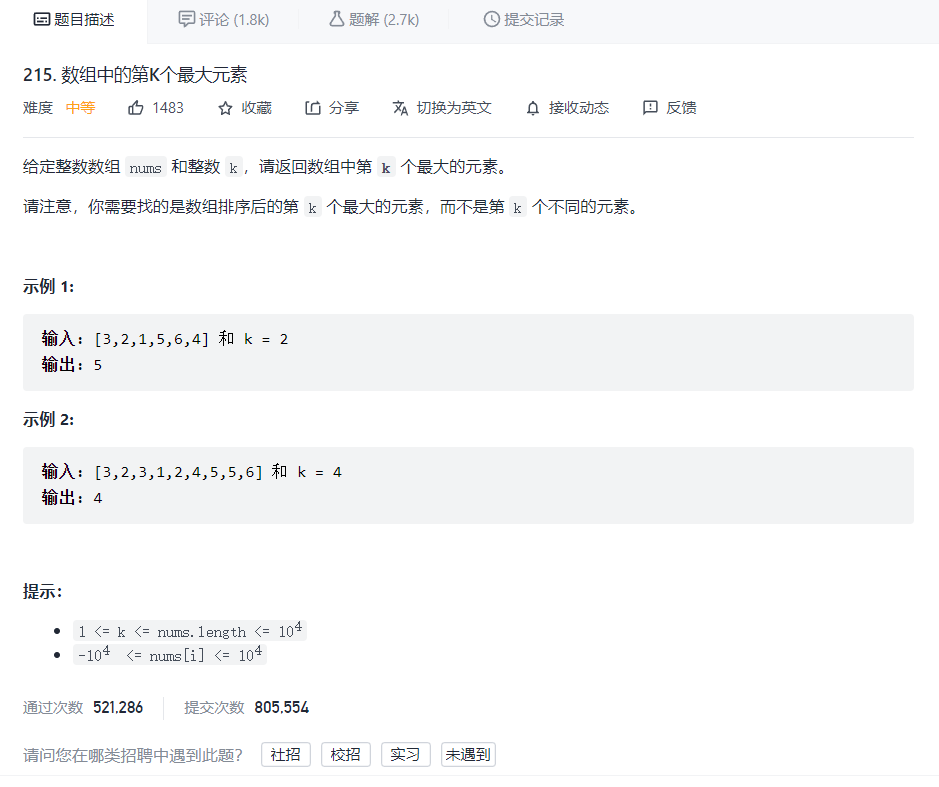 题目描述 评论 (1.8k) 题解 (2.7k) 提交记录
215. 数组中的第K个最大元素
难度 中等 1483 收藏 分享 切换为英文 接收动态 反馈
给定整数数组 nums 和整数 k，请返回数组中第 k 个最大的元素。
请注意，你需要找的是数组排序后的第 k 个最大的元素，而不是第 k 个不同的元素。
示例 1:
输入: [3,2,1,5,6,4] 和 k = 2
输出: 5
示例 2:
输入: [3,2,3,1,2,4,5,5,6] 和 k = 4
输出: 4
提示：
1 <= k <= nums.length <= 10⁴
-10⁴ <= nums[i] <= 10⁴
通过次数 521,286 提交次数 805,554
请问您在哪类招聘中遇到此题？ 社招 校招 实习 未遇到